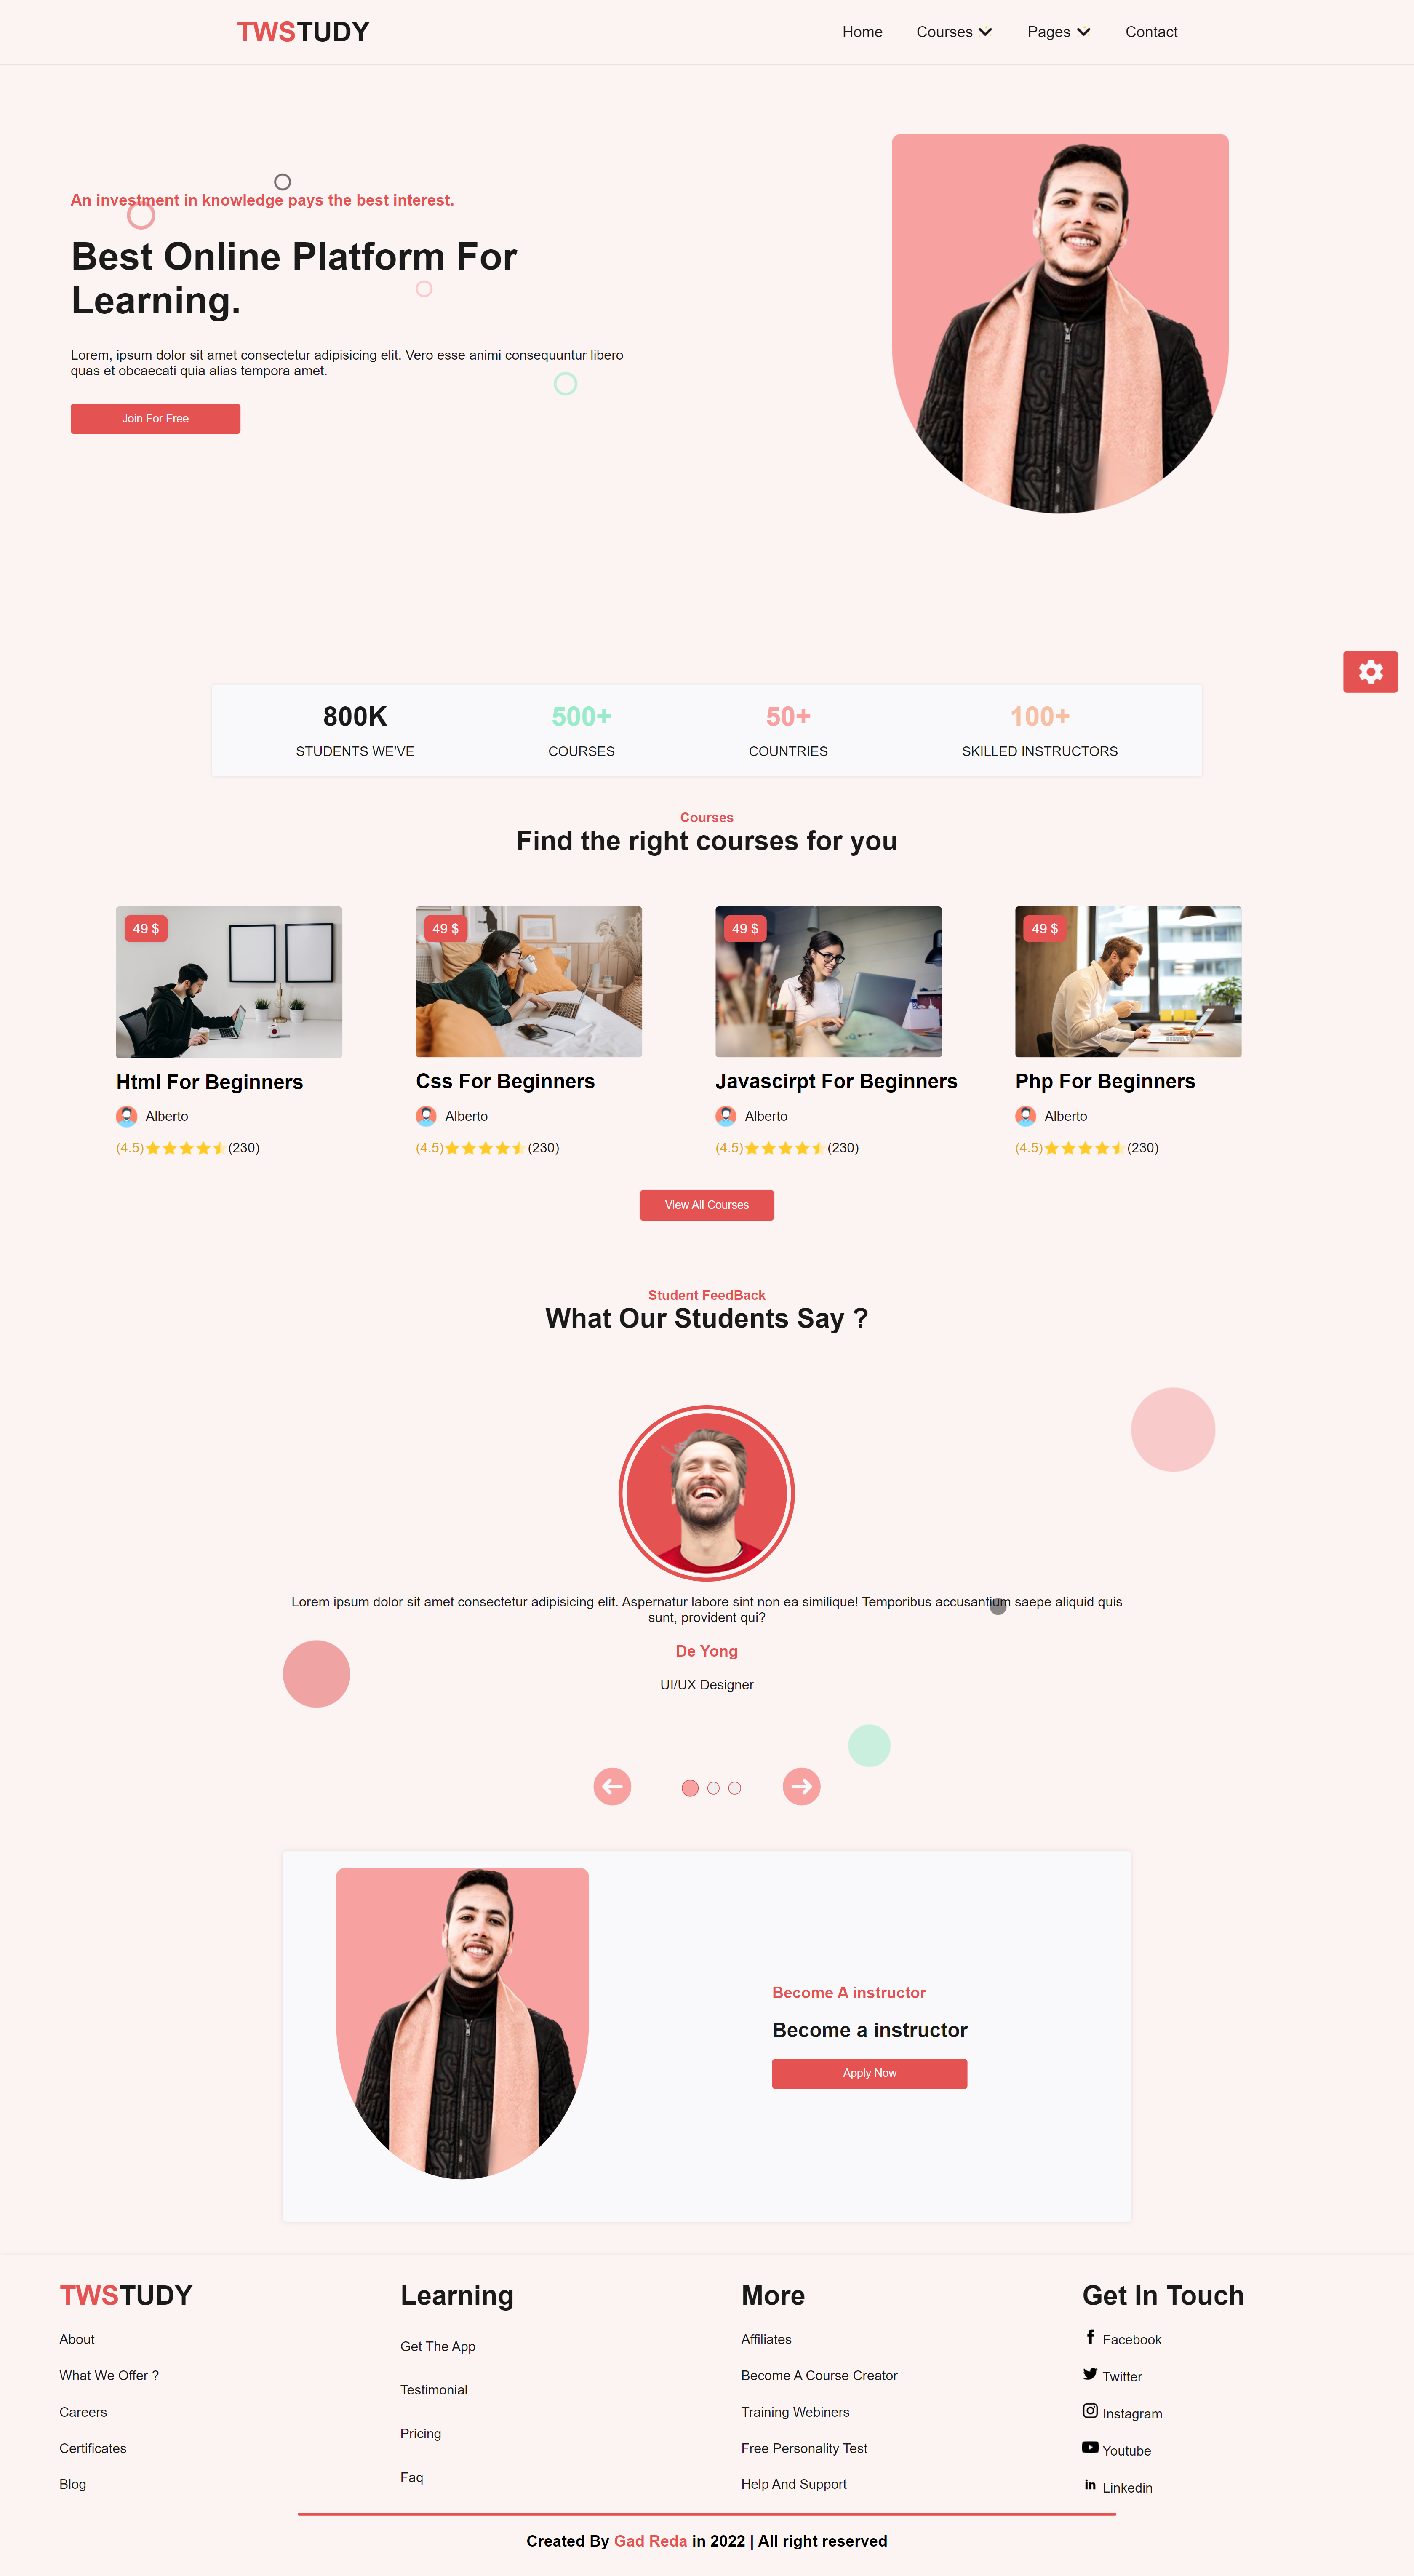 TWSTUDY
Home Courses Pages Contact
An investment in knowledge pays the best interest.
Best Online Platform For
Learning.
Lorem, ipsum dolor sit amet consectetur adipisicing elit. Vero esse animi consequuntur libero
quas et obcaecati quia alias tempora amet.
Join For Free
800K 500+ 50+ 100+
STUDENTS WE'VE COURSES COUNTRIES SKILLED INSTRUCTORS
Courses
Find the right courses for you
49 $ 49 $ 49 $ 49 $
Html For Beginners Css For Beginners Javascirpt For Beginners Php For Beginners
Alberto Alberto Alberto Alberto
(4.5) (230) (4.5) (230) (4.5) (230) (4.5) (230)
View All Courses
Student FeedBack
What Our Students Say ?
Lorem ipsum dolor sit amet consectetur adipisicing elit. Aspernatur labore sint non ea similique! Temporibus accusantium saepe aliquid quis
sunt, provident qui?
De Yong
UI/UX Designer
Become A instructor
Become a instructor
Apply Now
TWSTUDY
About
What We Offer ?
Careers
Certificates
Blog
Learning
Get The App
Testimonial
Pricing
Faq
More
Affiliates
Become A Course Creator
Training Webiners
Free Personality Test
Help And Support
Get In Touch
Facebook
Twitter
Instagram
Youtube
Linkedin
Created By Gad Reda in 2022 | All right reserved